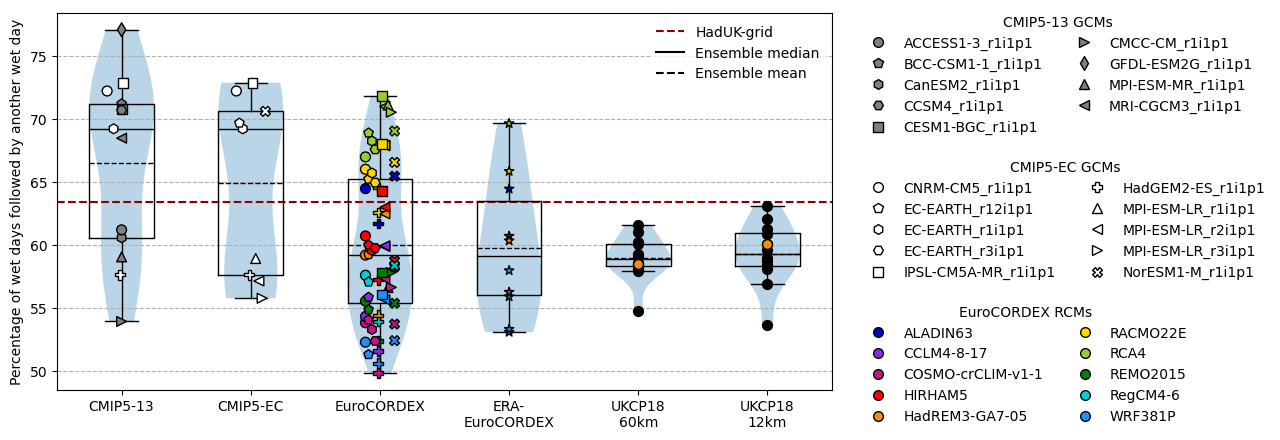 Percentage of wet days followed by another wet day
75
70
65
60
55
50
HadUK-grid
Ensemble median
Ensemble mean
CMIP5-13
CMIP5-EC
EuroCORDEX
ERA-
EuroCORDEX
UKCP18
60km
UKCP18
12km
CMIP5-13 GCMs
ACCESS1-3_r1i1p1
BCC-CSM1-1_r1i1p1
CanESM2_r1i1p1
CCSM4_r1i1p1
CESM1-BGC_r1i1p1
CMCC-CM_r1i1p1
GFDL-ESM2G_r1i1p1
MPI-ESM-MR_r1i1p1
MRI-CGCM3_r1i1p1
CMIP5-EC GCMs
CNRM-CM5_r1i1p1
EC-EARTH_r12i1p1
EC-EARTH_r1i1p1
EC-EARTH_r3i1p1
IPSL-CM5A-MR_r1i1p1
HadGEM2-ES_r1i1p1
MPI-ESM-LR_r1i1p1
MPI-ESM-LR_r2i1p1
MPI-ESM-LR_r3i1p1
NorESM1-M_r1i1p1
EuroCORDEX RCMs
ALADIN63
CCLM4-8-17
COSMO-crCLIM-v1-1
HIRHAM5
HadREM3-GA7-05
RACMO22E
RCA4
REMO2015
RegCM4-6
WRF381P